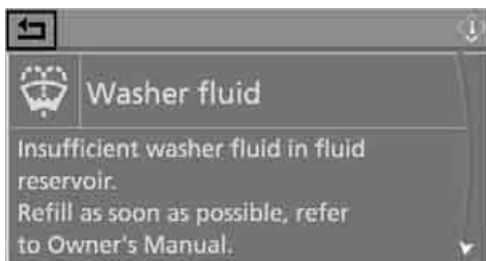 Washer fluid
Insufficient washer fluid in fluid
reservoir.
Refill as soon as possible, refer
to Owner's Manual.